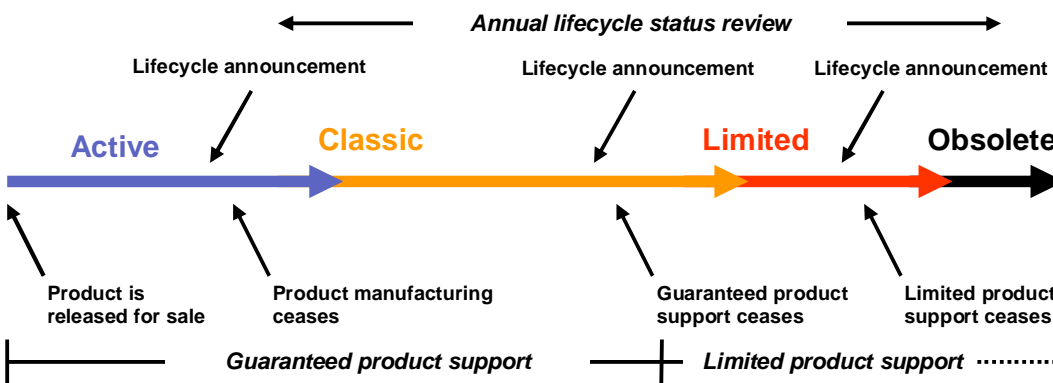 Annual lifecycle status review
Lifecycle announcement
Lifecycle announcement
Lifecycle announcement
Active
Classic
Limited
Obsolete
Product is
released for sale
Product manufacturing
ceases
Guaranteed product
support ceases
Limited product
support ceases
Guaranteed product support
Limited product support